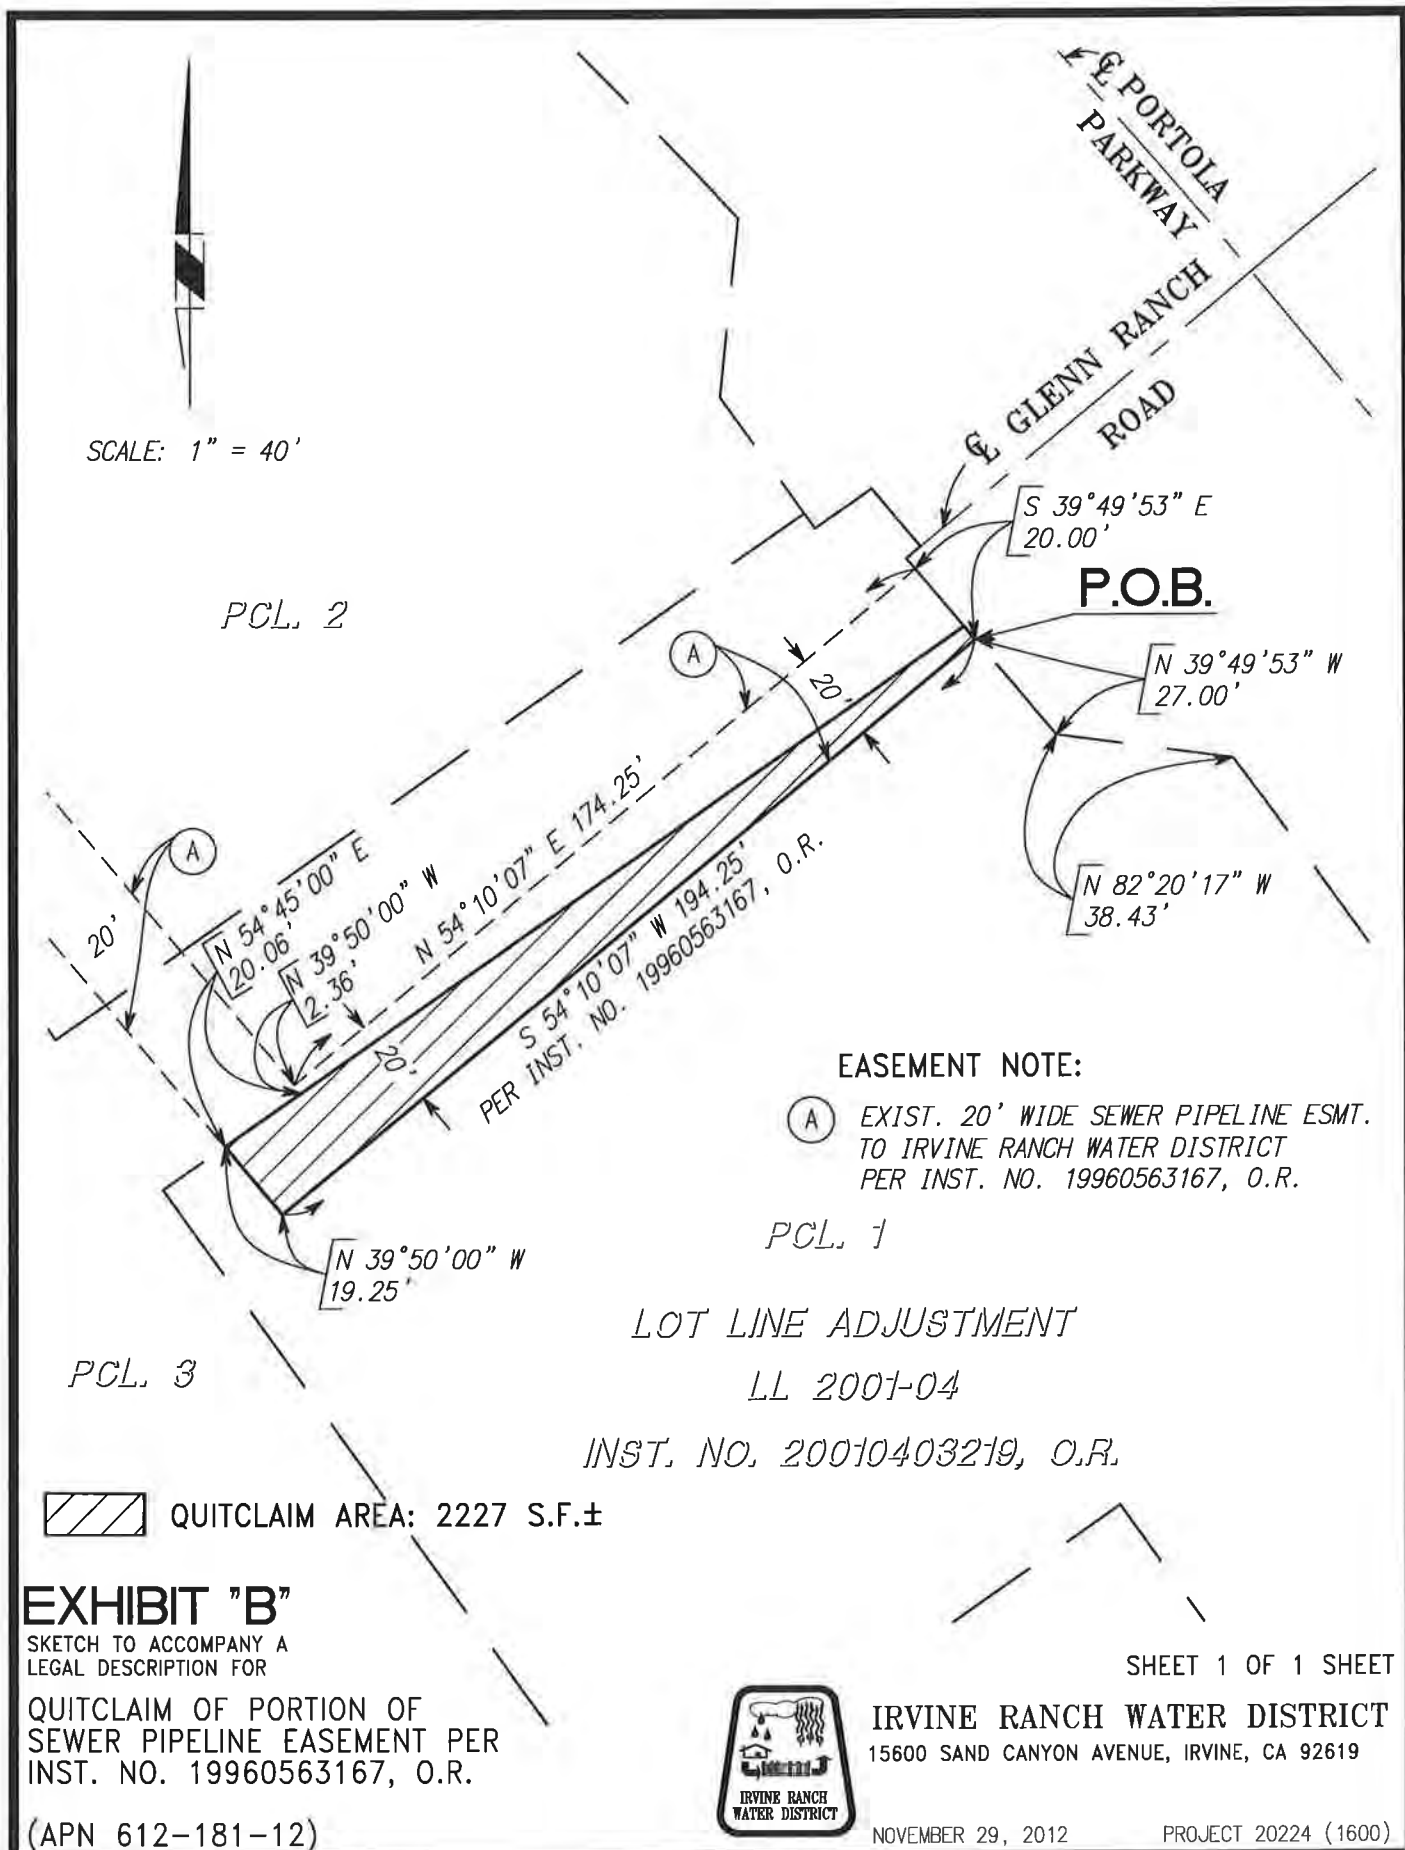 ℄ PORTOLA
PARKWAY
℄ GLENN RANCH
ROAD
SCALE: 1" = 40'
S 39°49'53" E
20.00'
P.O.B.
PCL. 2
A
20'
N 39°49'53" W
27.00'
A
20'
N 54°45'00" E
20.06'
N 39°50'00" W
2.36'
N 54°10'07" E 174.25'
N 82°20'17" W
38.43'
S 54°10'07" W 194.25'
PER INST. NO. 19960563167, O.R.
20'
EASEMENT NOTE:
A EXIST. 20' WIDE SEWER PIPELINE ESMT.
TO IRVINE RANCH WATER DISTRICT
PER INST. NO. 19960563167, O.R.
PCL. 1
N 39°50'00" W
19.25'
LOT LINE ADJUSTMENT
PCL. 3
LL 2001-04
INST. NO. 20010403219, O.R.
QUITCLAIM AREA: 2227 S.F.±
EXHIBIT "B"
SKETCH TO ACCOMPANY A
LEGAL DESCRIPTION FOR
QUITCLAIM OF PORTION OF
SEWER PIPELINE EASEMENT PER
INST. NO. 19960563167, O.R.
(APN 612-181-12)
SHEET 1 OF 1 SHEET
IRVINE RANCH WATER DISTRICT
15600 SAND CANYON AVENUE, IRVINE, CA 92619
IRVINE RANCH
WATER DISTRICT
NOVEMBER 29, 2012 PROJECT 20224 (1600)